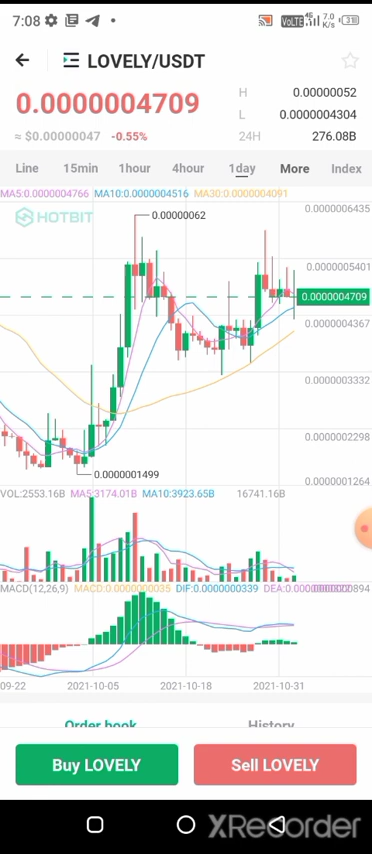 7:08
VoLTE 4G 7.0 K/s 31
LOVELY/USDT
0.0000004709
≈ $0.00000047 -0.55%
H 0.00000052
L 0.0000004304
24H 276.08B
Line 15min 1hour 4hour 1day More Index
MA5:0.0000004766 MA10:0.0000004516 MA30:0.0000004091
0.0000006435
HOTBIT
0.00000062
0.0000005401
0.0000004709
0.0000004367
0.0000003332
0.0000002298
0.0000001499
0.0000001264
VOL:2553.16B MA5:3174.01B MA10:3923.65B 16741.16B
MACD(12,26,9) MACD:0.0000000035 DIF:0.0000000339 DEA:0.00000003
09-22 2021-10-05 2021-10-18 2021-10-31
Order book History
Buy LOVELY Sell LOVELY
XRecorder